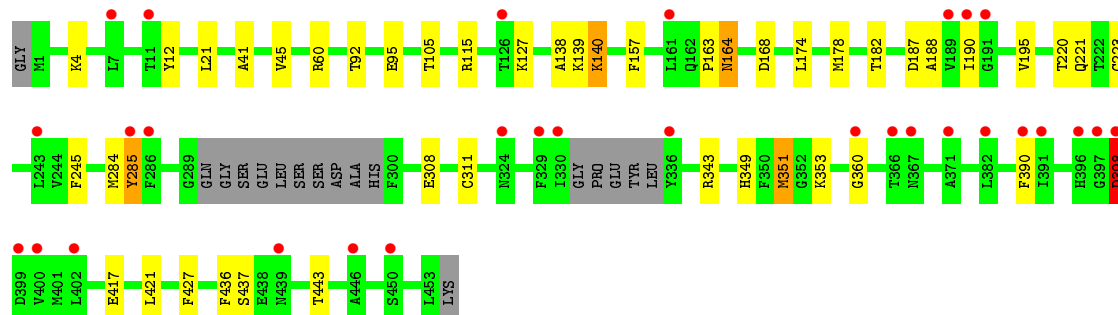 GLY M1 K4 L7 T11 Y12 L21 A41 V45 R60 T92 E95 T105 R115 T126 K127 A138 K139 K140 F157 L161 Q162 P163 N164 D168 L174 M178 T182 D187 A188 V189 I190 G191 V195 T220 Q221 T222 C223
L243 V244 F245 M284 Y285 F286 G289 GLN GLY SER GLU LEU SER SER ASP ALA HIS F300 E308 C311 N324 F329 I330 GLY PRO GLU TYR LEU Y336 R343 H349 F350 M351 G352 K353 G360 T366 N367 A371 L382 F390 I391 H396 G397 D398
D399 V400 M401 L402 E417 L421 F427 F436 S437 E438 N439 T443 A446 S450 L453 LYS